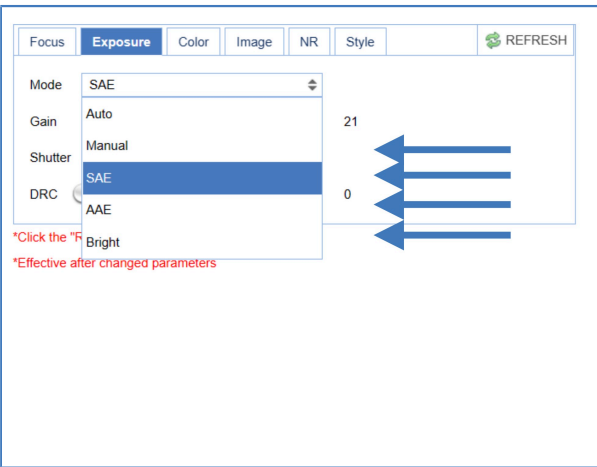 Focus Exposure Color Image NR Style REFRESH
Mode SAE
Gain Auto 21
Manual
Shutter
SAE
DRC AAE 0
*Click the "R
Bright
*Effective after changed parameters